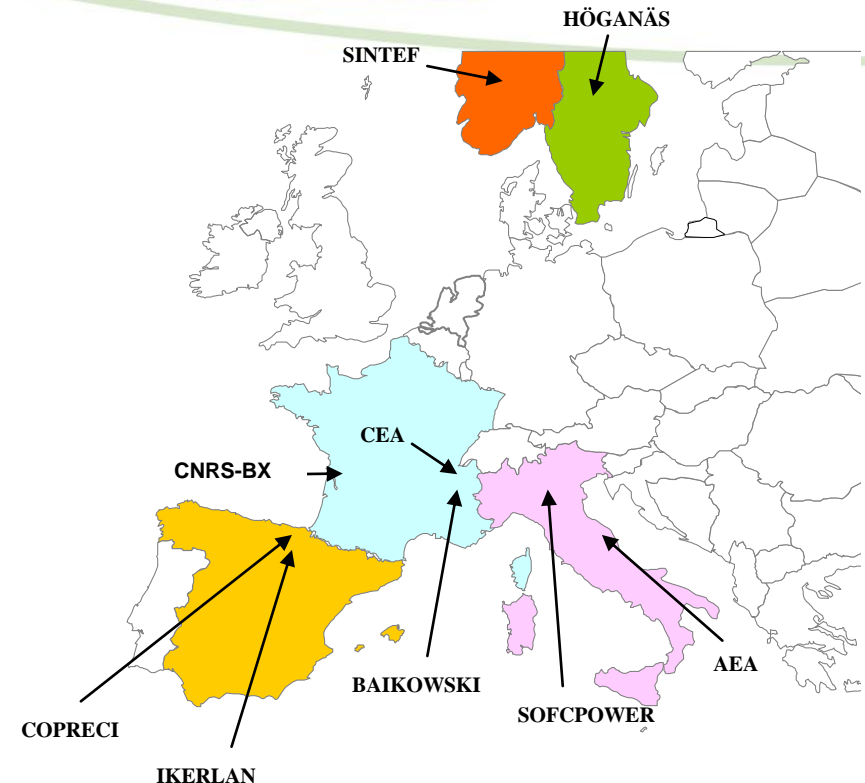 HÖGANÄS
SINTEF
CEA
CNRS-BX
AEA
BAIKOWSKI
SOFCPOWER
COPRECI
IKERLAN